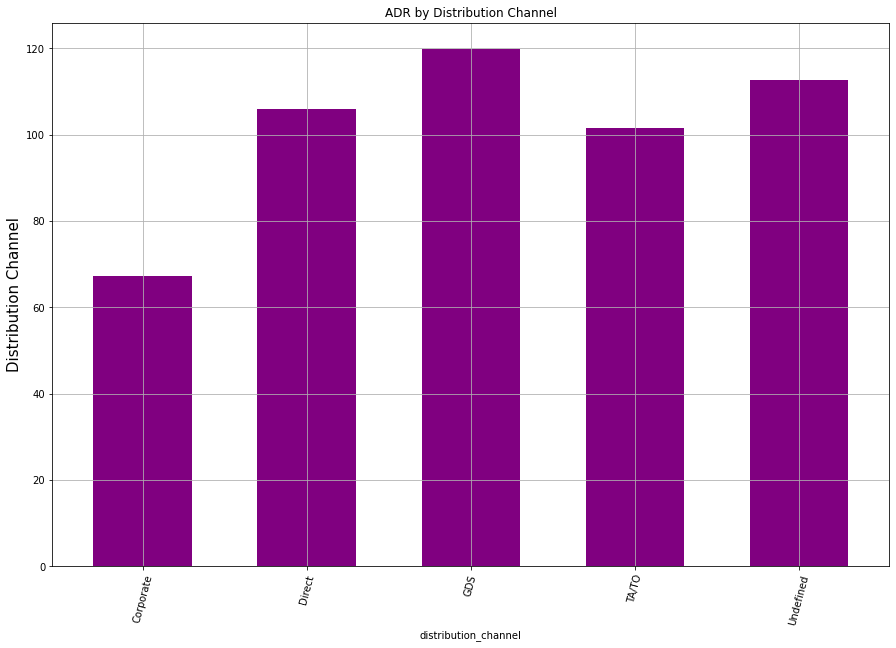 ADR by Distribution Channel
Distribution Channel
120
100
80
60
40
20
0
Corporate
Direct
GDS
TA/TO
Undefined
distribution_channel